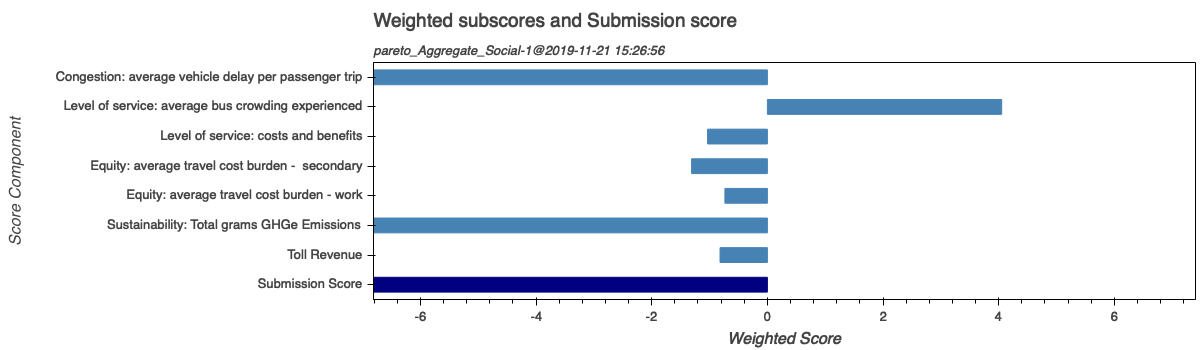 Weighted subscores and Submission score
pareto_Aggregate_Social-1@2019-11-21 15:26:56
Congestion: average vehicle delay per passenger trip
Level of service: average bus crowding experienced
Level of service: costs and benefits
Equity: average travel cost burden -  secondary
Equity: average travel cost burden - work
Sustainability: Total grams GHGe Emissions
Toll Revenue
Submission Score
Score Component
-6 -4 -2 0 2 4 6
Weighted Score